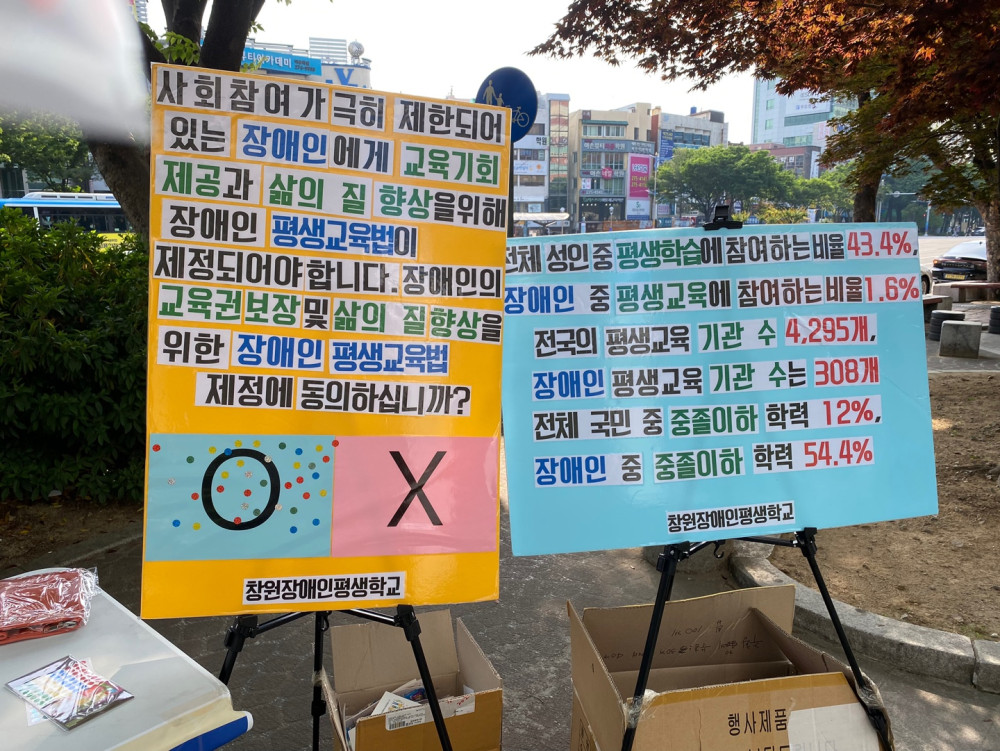 사회참여가 극히 제한되어
있는 장애인에게 교육기회
제공과 삶의 질 향상을위해
장애인 평생교육법이
제정되어야합니다. 장애인의
교육권보장및 삶의 질향상을
위한 장애인 평생교육법
제정에 동의하십니까?
O X
창원장애인평생학교
전체 성인중 평생학습에 참여하는비율 43.4%,
장애인 중 평생교육에 참여하는비율 1.6%
전국의 평생교육 기관 수 4,295개,
장애인 평생교육 기관 수는 308개
전체 국민 중 중졸이하 학력 12%,
장애인 중 중졸이하 학력 54.4%
창원장애인평생학교
행사제품